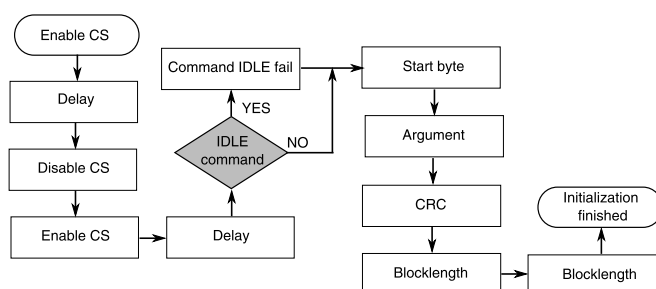 Enable CS
Delay
Disable CS
Enable CS
Delay
IDLE
command
YES
NO
Command IDLE fail
Start byte
Argument
CRC
Blocklength
Blocklength
Initialization
finished